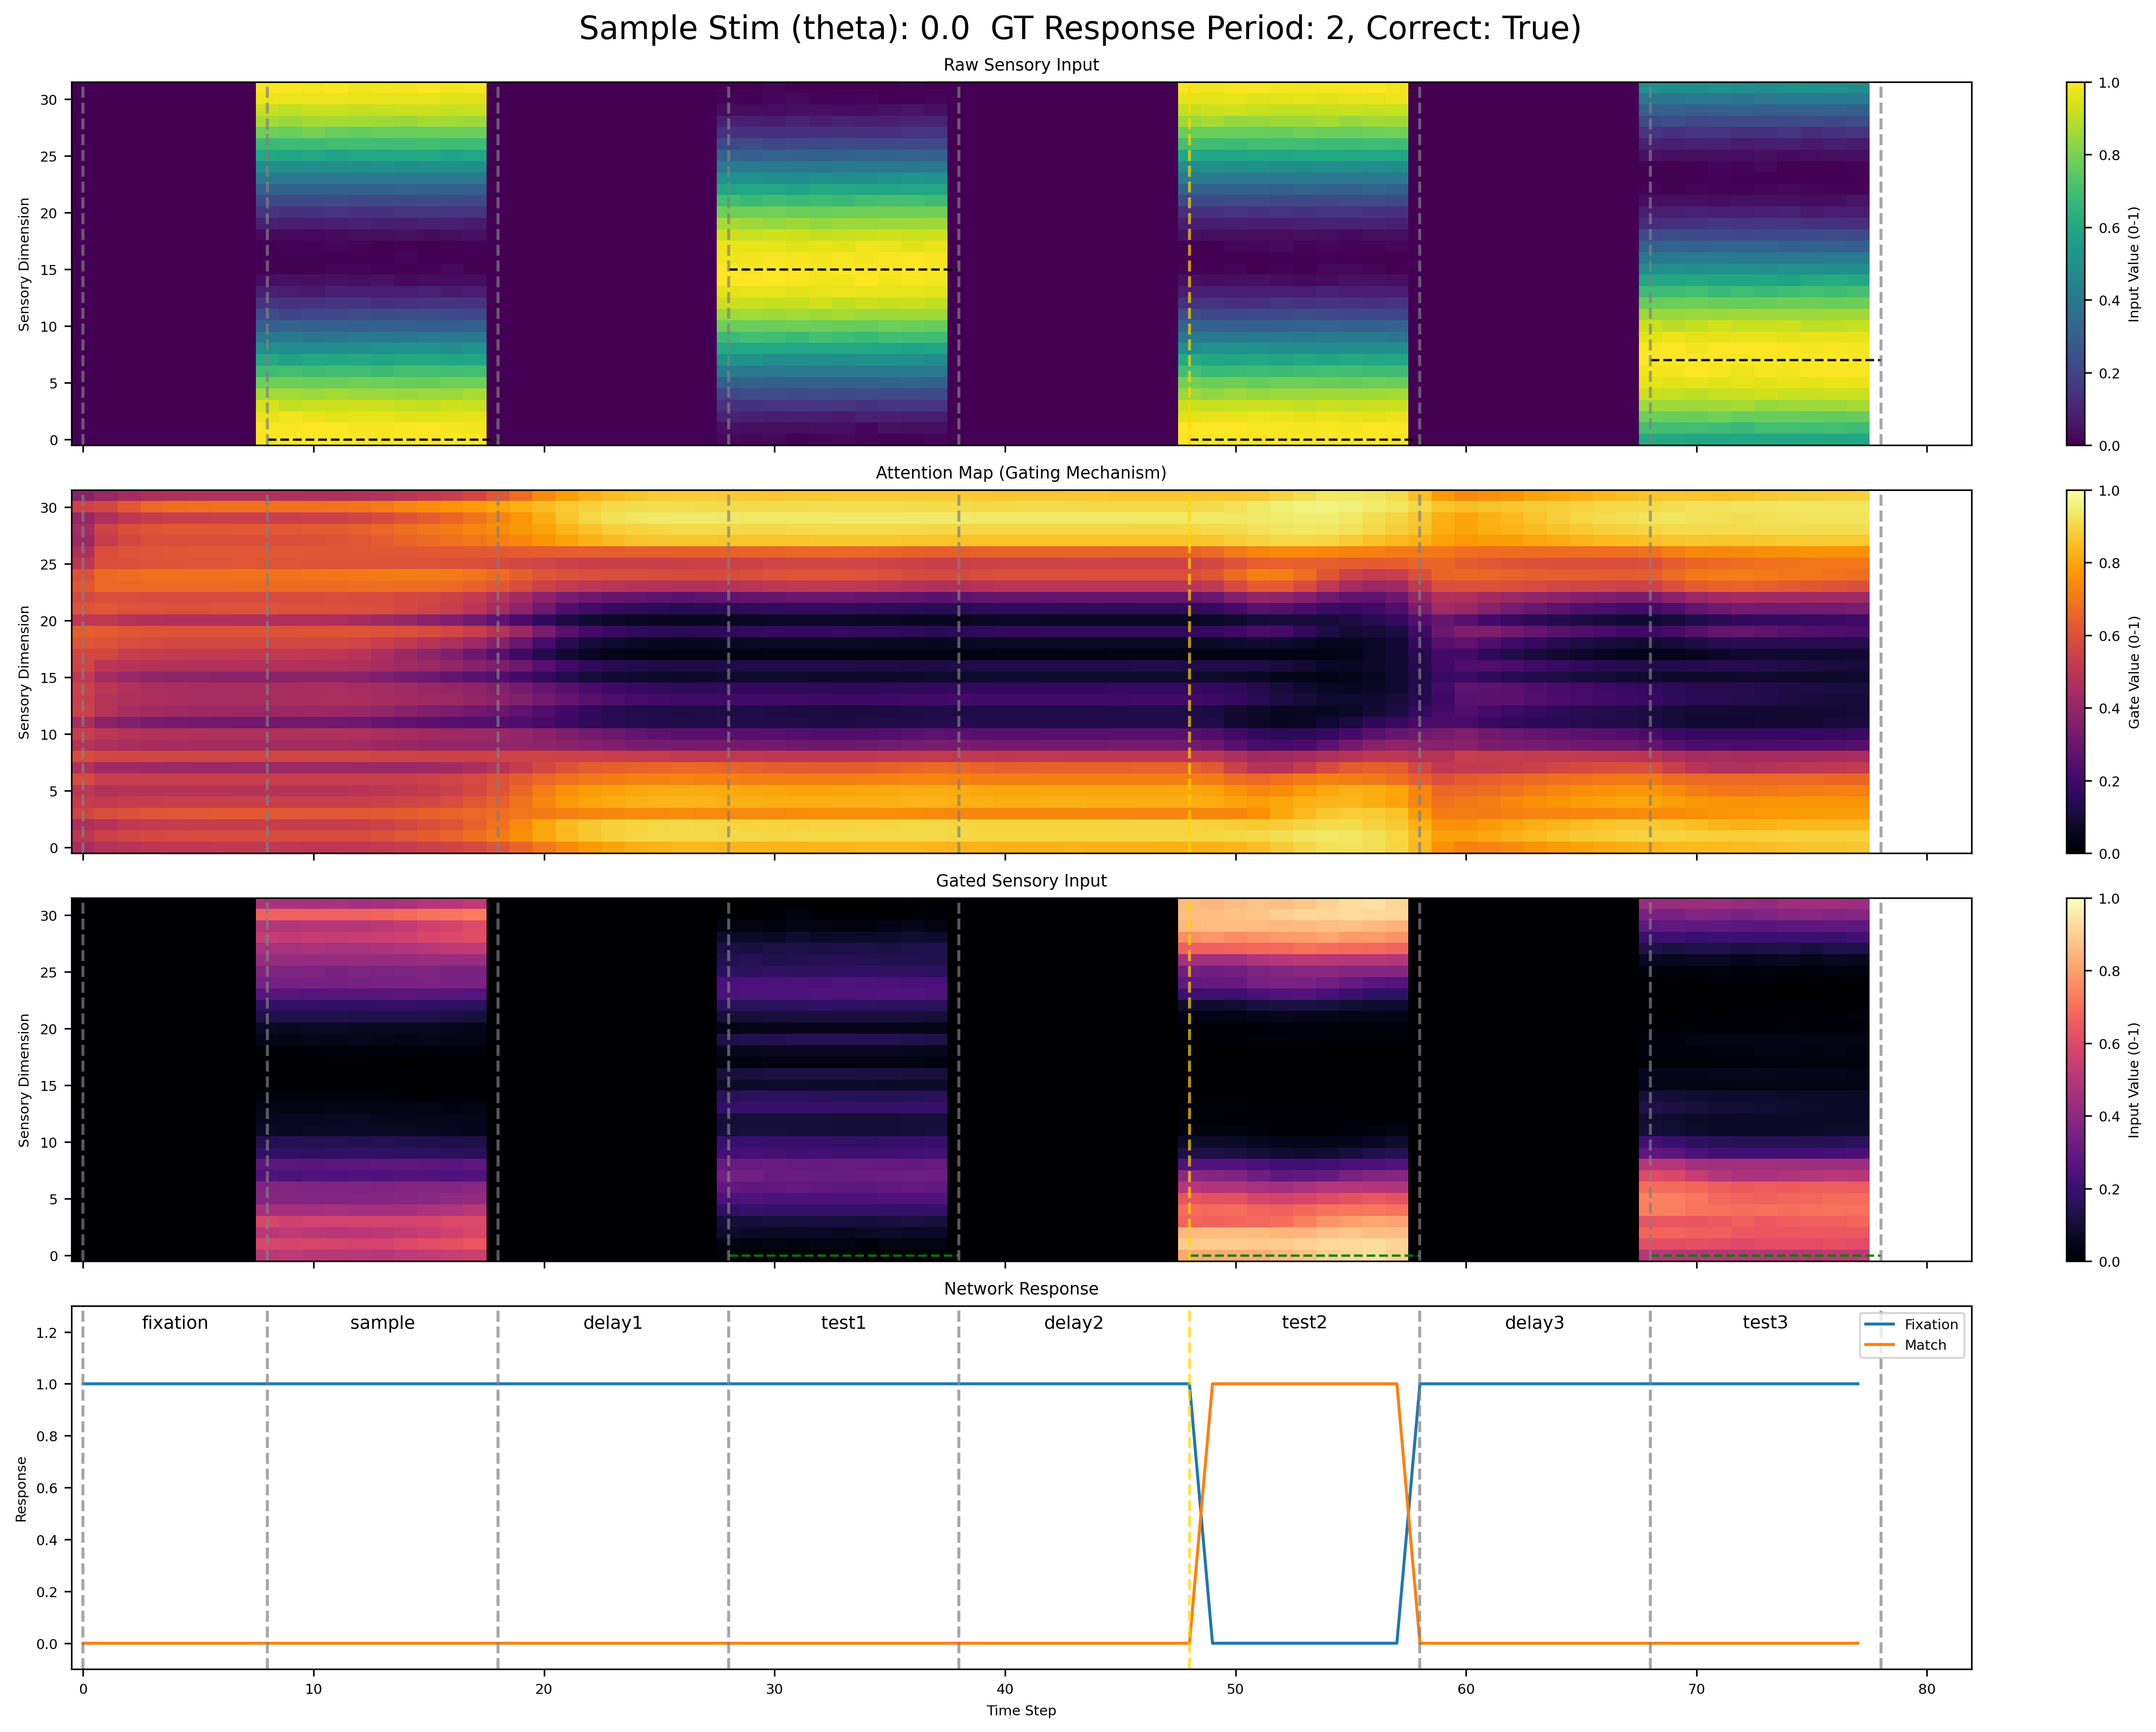 Sample Stim (theta): 0.0  GT Response Period: 2, Correct: True)
Raw Sensory Input
Sensory Dimension
30
25
20
15
10
5
0
1.0
0.8
0.6
0.4
0.2
0.0
Input Value (0-1)
Attention Map (Gating Mechanism)
Sensory Dimension
30
25
20
15
10
5
0
1.0
0.8
0.6
0.4
0.2
0.0
Gate Value (0-1)
Gated Sensory Input
Sensory Dimension
30
25
20
15
10
5
0
1.0
0.8
0.6
0.4
0.2
0.0
Input Value (0-1)
Network Response
fixation sample delay1 test1 delay2 test2 delay3 test3
Fixation
Match
Response
1.2
1.0
0.8
0.6
0.4
0.2
0.0
0 10 20 30 40 50 60 70 80
Time Step